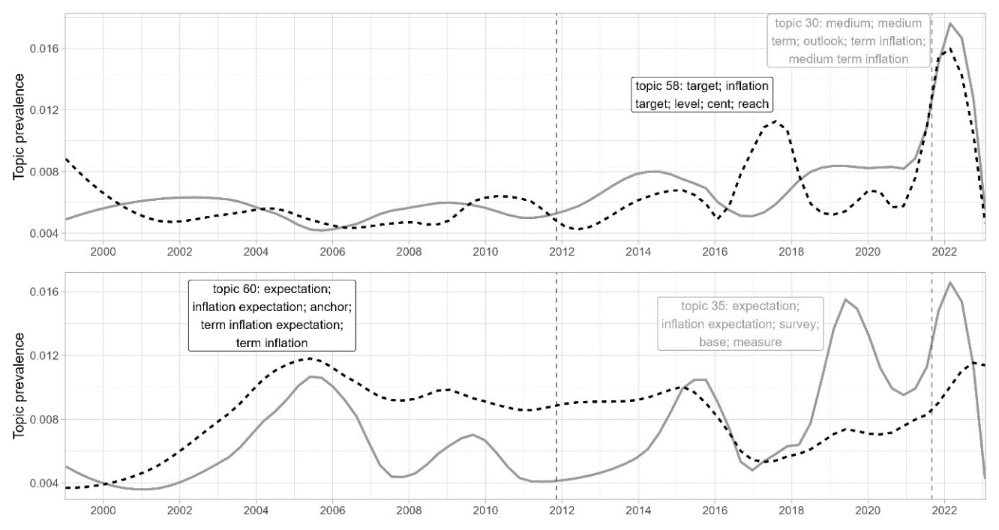 topic 30: medium; medium
term; outlook; term inflation;
medium term inflation
topic 58: target; inflation
target; level; cent; reach
Topic prevalence
0.016
0.012
0.008
0.004
2000 2002 2004 2006 2008 2010 2012 2014 2016 2018 2020 2022
topic 60: expectation;
inflation expectation; anchor;
term inflation expectation;
term inflation
topic 35: expectation;
inflation expectation; survey;
base; measure
Topic prevalence
0.016
0.012
0.008
0.004
2000 2002 2004 2006 2008 2010 2012 2014 2016 2018 2020 2022